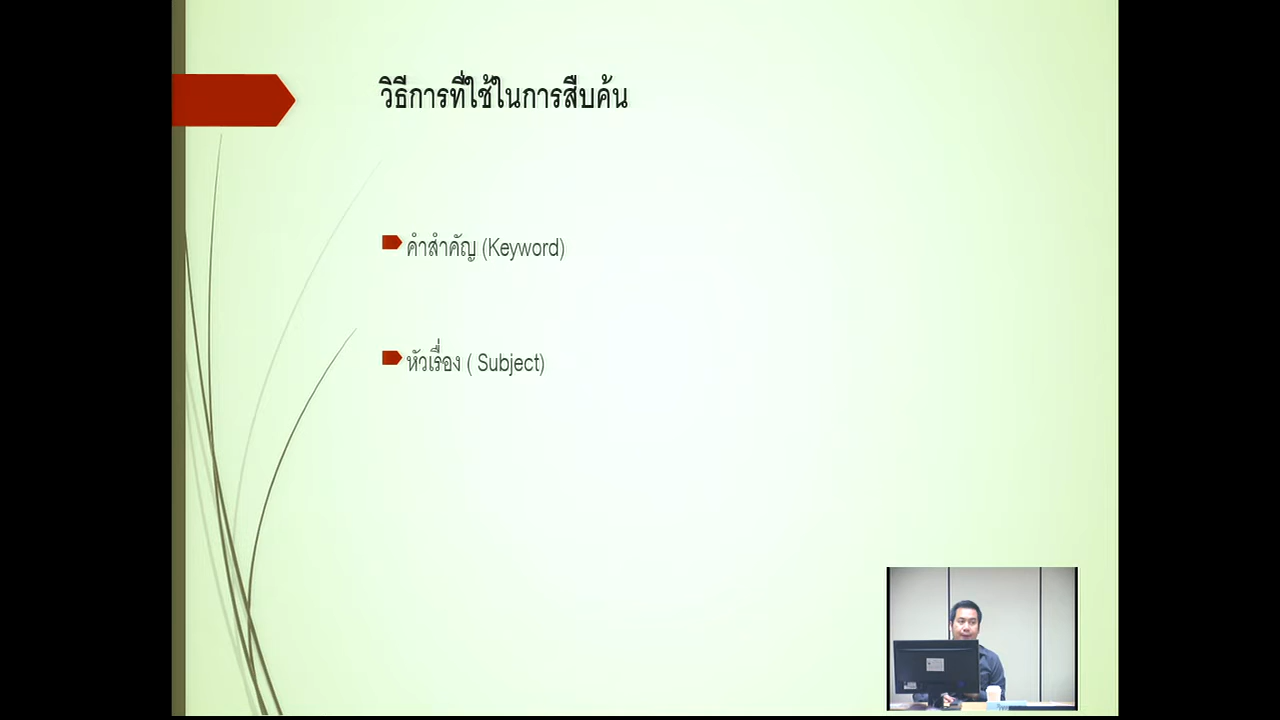 วิธีการที่ใช้ในการสืบค้น
คำสำคัญ (Keyword)
หัวเรื่อง ( Subject)